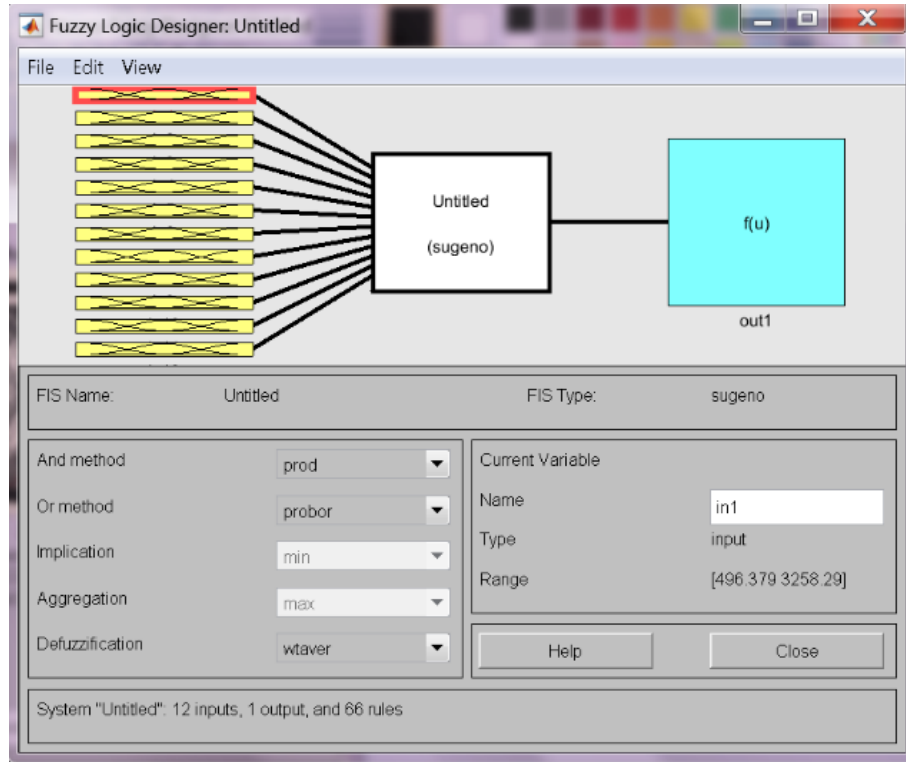 Fuzzy Logic Designer: Untitled
File Edit View
Untitled
(sugeno)
f(u)
out1
FIS Name: Untitled FIS Type: sugeno
And method prod
Or method probor
Implication min
Aggregation max
Defuzzification wtaver
Current Variable
Name in1
Type input
Range [496.379 3258.29]
Help Close
System "Untitled": 12 inputs, 1 output, and 66 rules